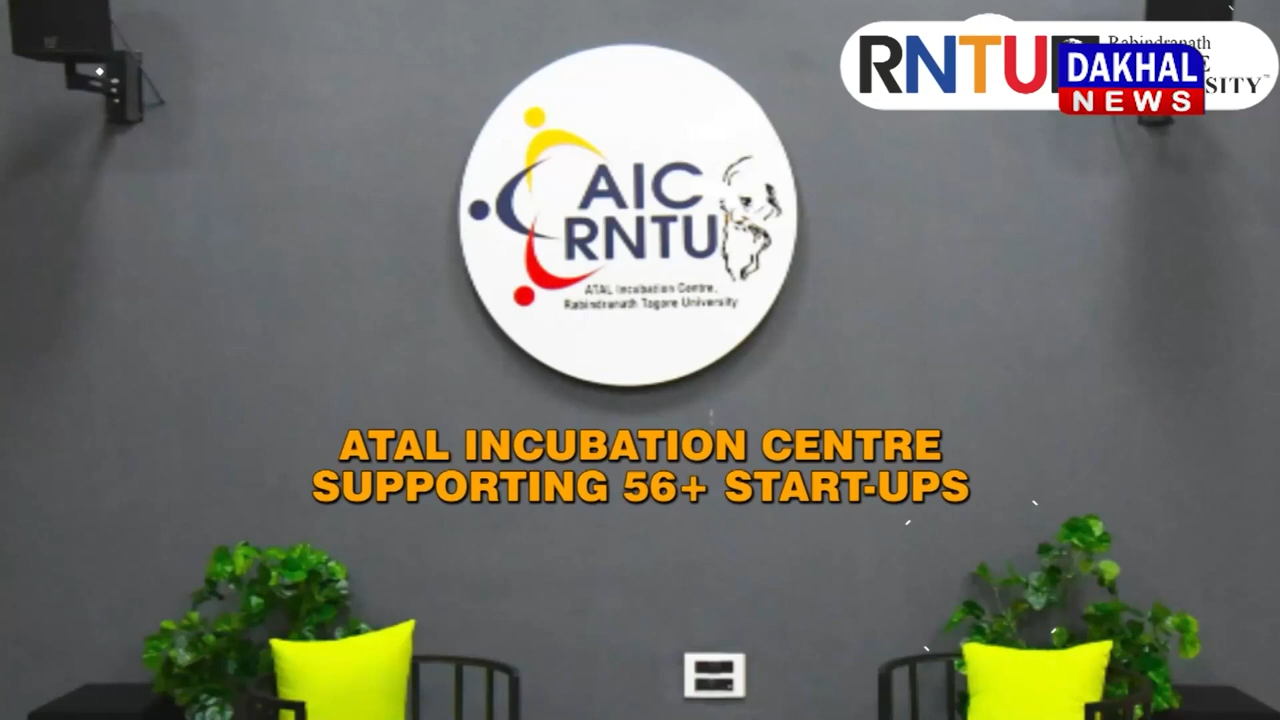 RNTU
Rabindranath
SITY™
DAKHAL
NEWS
AIC
RNTU
ATAL Incubation Centre,
Rabindranath Tagore University
ATAL INCUBATION CENTRE
SUPPORTING 56+ START-UPS